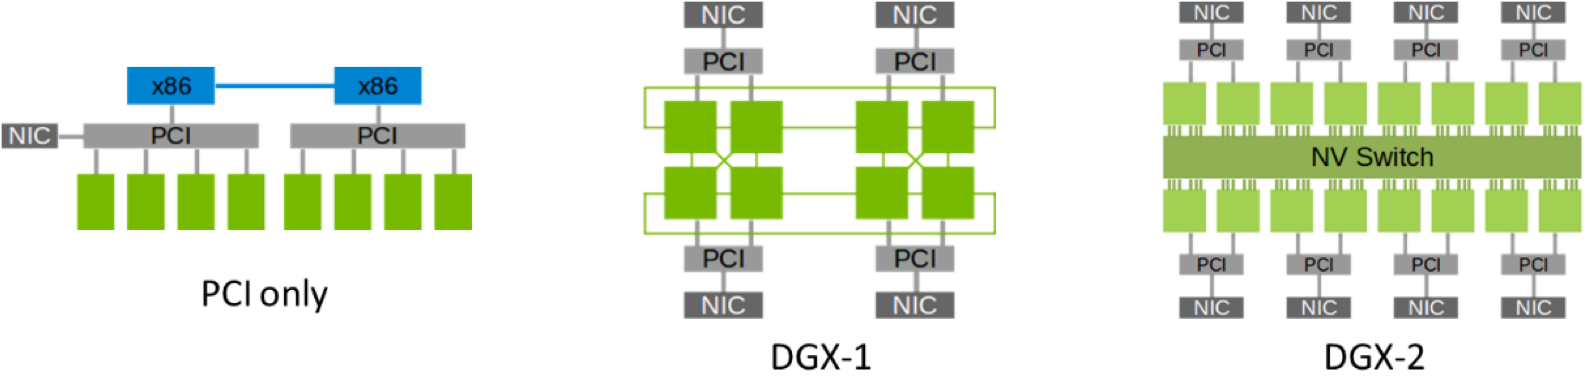 x86 x86
NIC PCI PCI
PCI only
NIC NIC
PCI PCI
PCI PCI
NIC NIC
DGX-1
NIC NIC NIC NIC
PCI PCI PCI PCI
NV Switch
PCI PCI PCI PCI
NIC NIC NIC NIC
DGX-2